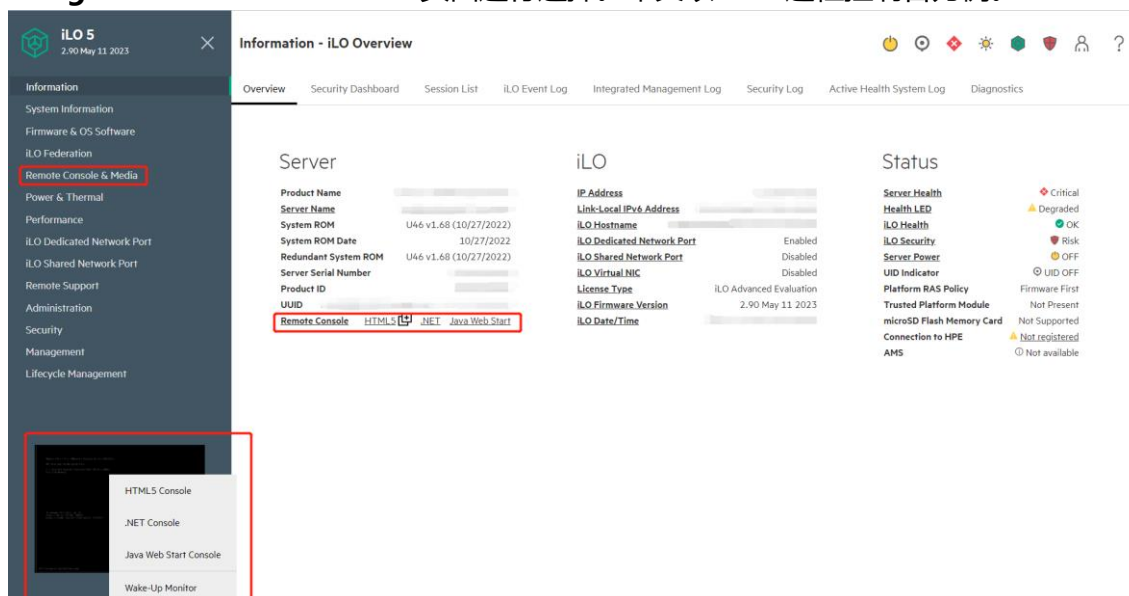 iLO 5
2.90 May 11 2023
Information - iLO Overview
Information
System Information
Firmware & OS Software
iLO Federation
Remote Console & Media
Power & Thermal
Performance
iLO Dedicated Network Port
iLO Shared Network Port
Remote Support
Administration
Security
Management
Lifecycle Management
HTML5 Console
.NET Console
Java Web Start Console
Wake-Up Monitor
Overview Security Dashboard Session List iLO Event Log Integrated Management Log Security Log Active Health System Log Diagnostics
Server
Product Name
Server Name
System ROM U46 v1.68 (10/27/2022)
System ROM Date 10/27/2022
Redundant System ROM U46 v1.68 (10/27/2022)
Server Serial Number
Product ID
UUID
Remote Console HTML5 .NET Java Web Start
iLO
IP Address
Link-Local IPv6 Address
iLO Hostname
iLO Dedicated Network Port Enabled
iLO Shared Network Port Disabled
iLO Virtual NIC Disabled
License Type iLO Advanced Evaluation
iLO Firmware Version 2.90 May 11 2023
iLO Date/Time
Status
Server Health Critical
Health LED Degraded
iLO Health OK
iLO Security Risk
Server Power OFF
UID Indicator UID OFF
Platform RAS Policy Firmware First
Trusted Platform Module Not Present
microSD Flash Memory Card Not Supported
Connection to HPE Not registered
AMS Not available